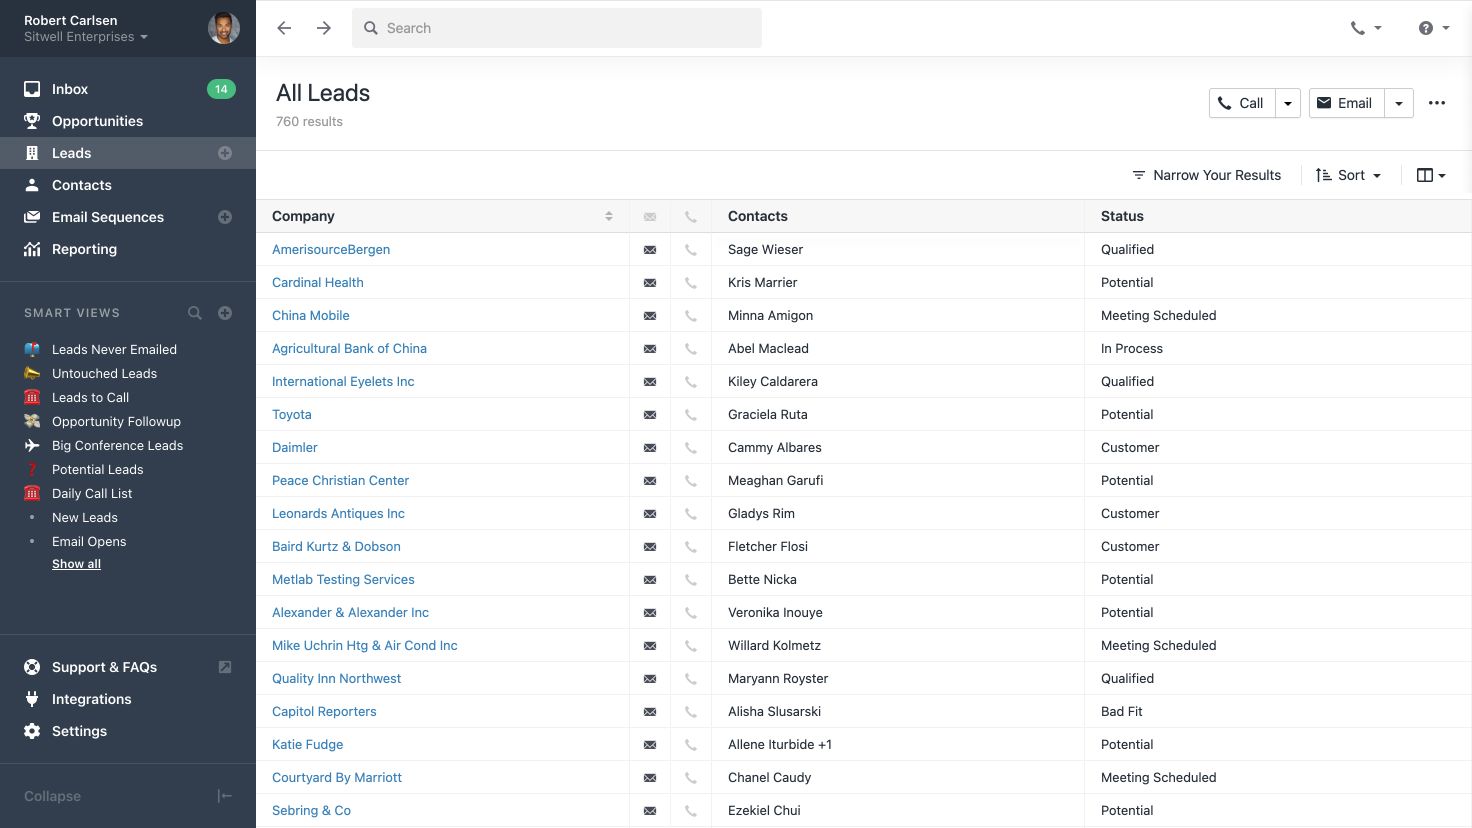 Robert Carlsen
Sitwell Enterprises
Search
Inbox
14
Opportunities
Leads
Contacts
Email Sequences
Reporting
SMART VIEWS
Leads Never Emailed
Untouched Leads
Leads to Call
Opportunity Followup
Big Conference Leads
Potential Leads
Daily Call List
New Leads
Email Opens
Show all
Support & FAQs
Integrations
Settings
Collapse
All Leads
760 results
Call
Email
Narrow Your Results
Sort
Company Contacts Status
AmerisourceBergen Sage Wieser Qualified
Cardinal Health Kris Marrier Potential
China Mobile Minna Amigon Meeting Scheduled
Agricultural Bank of China Abel Maclead In Process
International Eyelets Inc Kiley Caldarera Qualified
Toyota Graciela Ruta Potential
Daimler Cammy Albares Customer
Peace Christian Center Meaghan Garufi Potential
Leonards Antiques Inc Gladys Rim Customer
Baird Kurtz & Dobson Fletcher Flosi Customer
Metlab Testing Services Bette Nicka Potential
Alexander & Alexander Inc Veronika Inouye Potential
Mike Uchrin Htg & Air Cond Inc Willard Kolmetz Meeting Scheduled
Quality Inn Northwest Maryann Royster Qualified
Capitol Reporters Alisha Slusarski Bad Fit
Katie Fudge Allene Iturbide +1 Potential
Courtyard By Marriott Chanel Caudy Meeting Scheduled
Sebring & Co Ezekiel Chui Potential